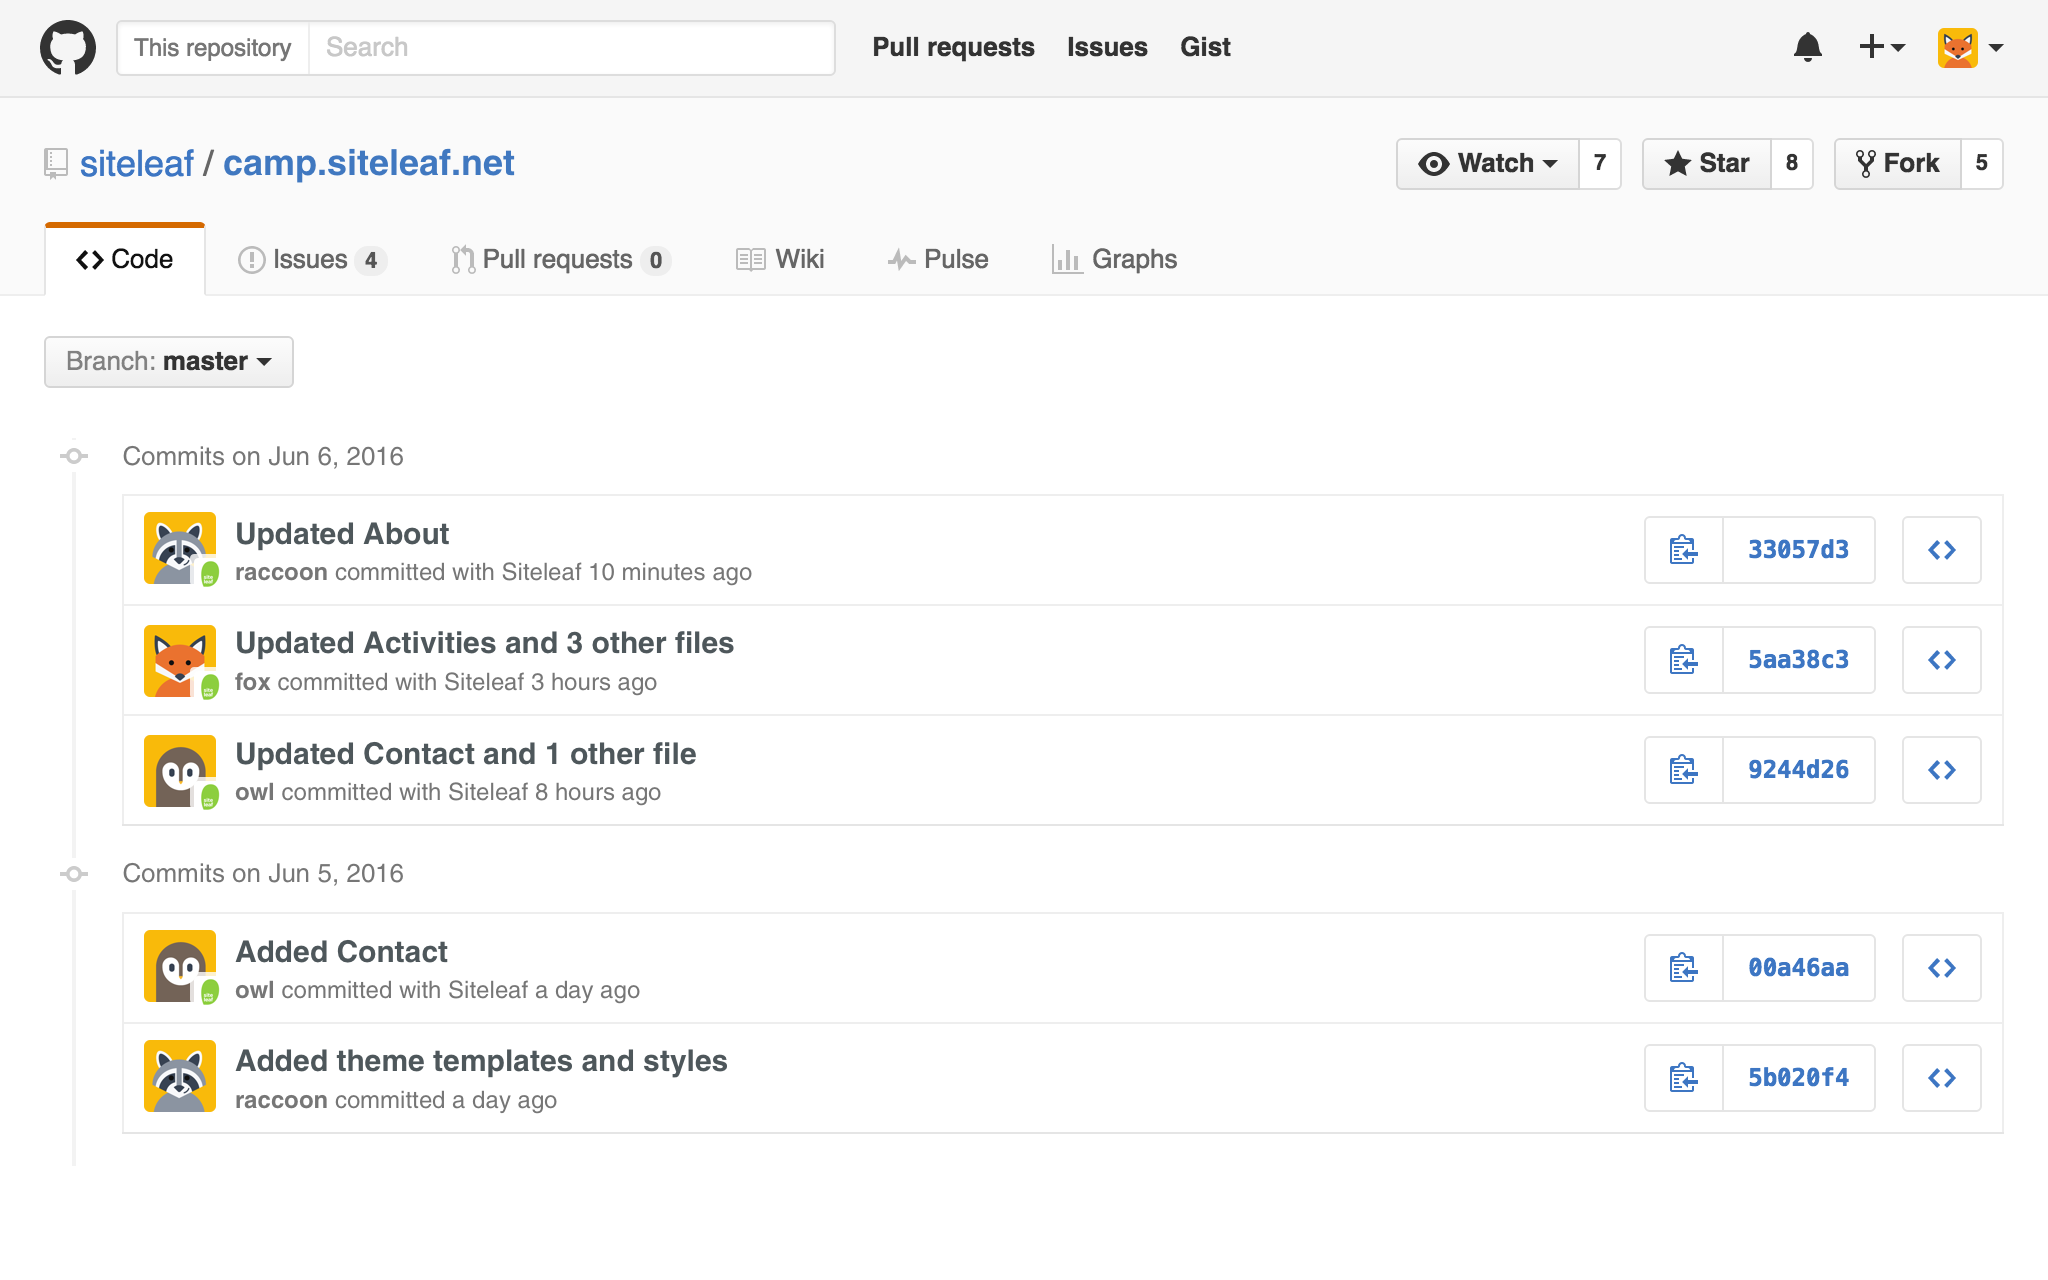 This repository Search Pull requests Issues Gist
siteleaf / camp.siteleaf.net Watch 7 Star 8 Fork 5
Code Issues 4 Pull requests 0 Wiki Pulse Graphs
Branch: master
Commits on Jun 6, 2016
Updated About
raccoon committed with Siteleaf 10 minutes ago
33057d3
Updated Activities and 3 other files
fox committed with Siteleaf 3 hours ago
5aa38c3
Updated Contact and 1 other file
owl committed with Siteleaf 8 hours ago
9244d26
Commits on Jun 5, 2016
Added Contact
owl committed with Siteleaf a day ago
00a46aa
Added theme templates and styles
raccoon committed a day ago
5b020f4